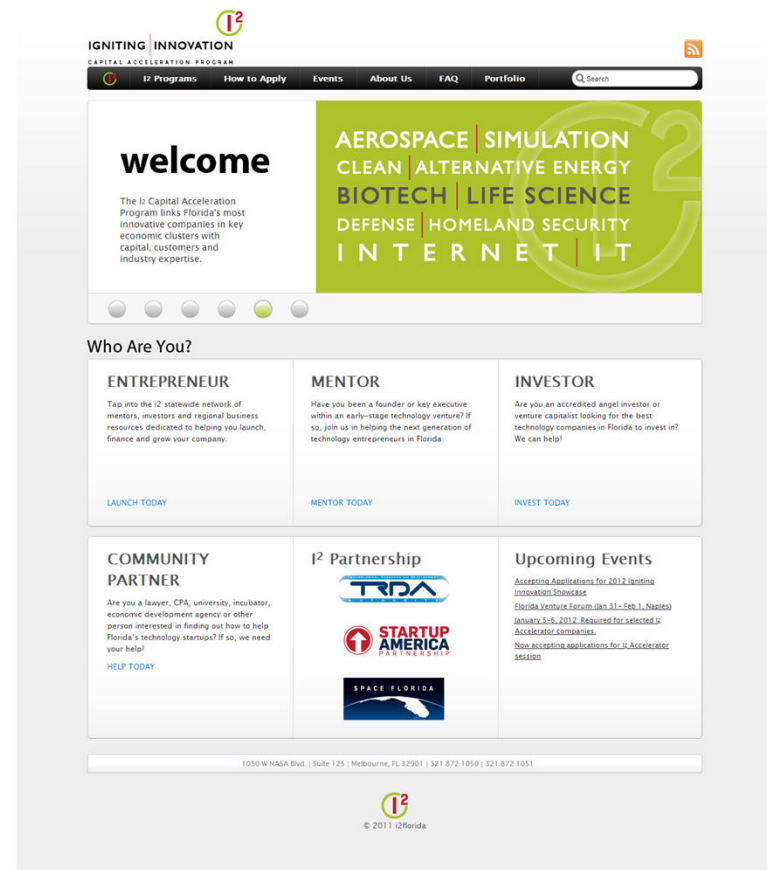 I²
IGNITING INNOVATION
CAPITAL ACCELERATION PROGRAM
I2 Programs How to Apply Events About Us FAQ Portfolio Search
welcome
The I2 Capital Acceleration
Program links Florida's most
innovative companies in key
economic clusters with
capital, customers and
industry expertise.
AEROSPACE | SIMULATION
CLEAN | ALTERNATIVE ENERGY
BIOTECH | LIFE SCIENCE
DEFENSE | HOMELAND SECURITY
INTERNET | IT
Who Are You?
ENTREPRENEUR
Tap into the i2 statewide network of
mentors, investors and regional business
resources dedicated to helping you launch,
finance and grow your company.
LAUNCH TODAY
MENTOR
Have you been a founder or key executive
within an early-stage technology venture? If
so, join us in helping the next generation of
technology entrepreneurs in Florida.
MENTOR TODAY
INVESTOR
Are you an accredited angel investor or
venture capitalist looking for the best
technology companies in Florida to invest in?
We can help!
INVEST TODAY
COMMUNITY
PARTNER
Are you a lawyer, CPA, university, incubator,
economic development agency or other
person interested in finding out how to help
Florida's technology startups? If so, we need
your help!
HELP TODAY
I² Partnership
TRDA
STARTUP
AMERICA
PARTNERSHIP
SPACE FLORIDA
Upcoming Events
Accepting Applications for 2012 Igniting
Innovation Showcase
Florida Venture Forum (Jan 31- Feb 1, Naples)
January 5-6, 2012: Required for selected I2
Accelerator companies.
Now accepting applications for I2 Accelerator
session
1050 W NASA Blvd. | Suite 125 | Melbourne, FL 32901 | 321.872.1050 | 321.872.1051
I²
© 2011 i2florida